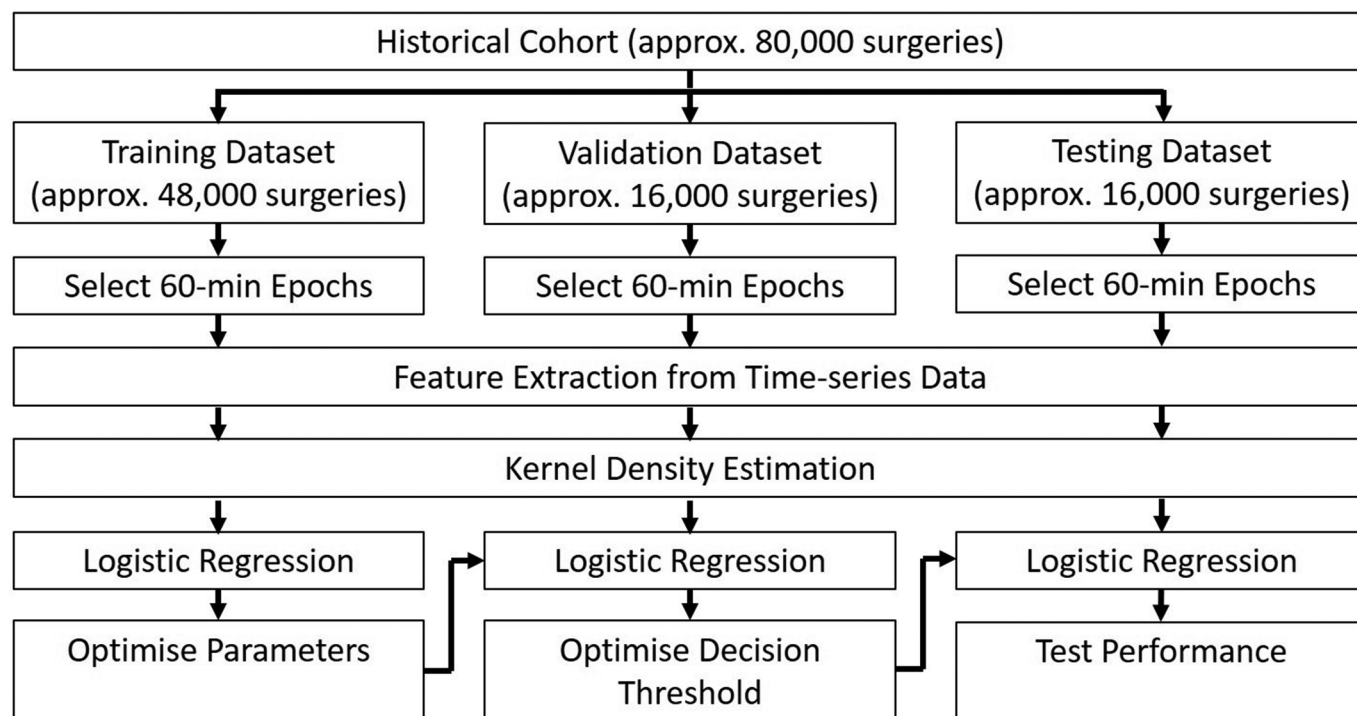 Historical Cohort (approx. 80,000 surgeries)
Training Dataset
(approx. 48,000 surgeries)
Validation Dataset
(approx. 16,000 surgeries)
Testing Dataset
(approx. 16,000 surgeries)
Select 60-min Epochs
Select 60-min Epochs
Select 60-min Epochs
Feature Extraction from Time-series Data
Kernel Density Estimation
Logistic Regression
Logistic Regression
Logistic Regression
Optimise Parameters
Optimise Decision
Threshold
Test Performance